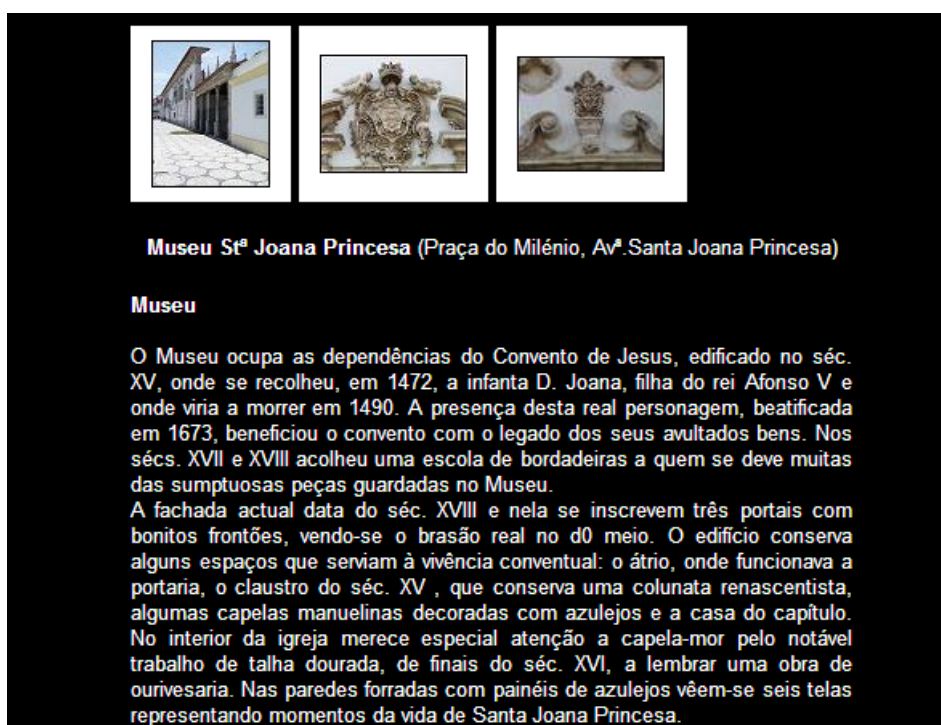 Museu Stª Joana Princesa (Praça do Milénio, Avª.Santa Joana Princesa)
Museu
O Museu ocupa as dependências do Convento de Jesus, edificado no séc.
XV, onde se recolheu, em 1472, a infanta D. Joana, filha do rei Afonso V e
onde viria a morrer em 1490. A presença desta real personagem, beatificada
em 1673, beneficiou o convento com o legado dos seus avultados bens. Nos
sécs. XVII e XVIII acolheu uma escola de bordadeiras a quem se deve muitas
das sumptuosas peças guardadas no Museu.
A fachada actual data do séc. XVIII e nela se inscrevem três portais com
bonitos frontões, vendo-se o brasão real no d0 meio. O edifício conserva
alguns espaços que serviam à vivência conventual: o átrio, onde funcionava a
portaria, o claustro do séc. XV , que conserva uma colunata renascentista,
algumas capelas manuelinas decoradas com azulejos e a casa do capítulo.
No interior da igreja merece especial atenção a capela-mor pelo notável
trabalho de talha dourada, de finais do séc. XVI, a lembrar uma obra de
ourivesaria. Nas paredes forradas com painéis de azulejos vêem-se seis telas
representando momentos da vida de Santa Joana Princesa.